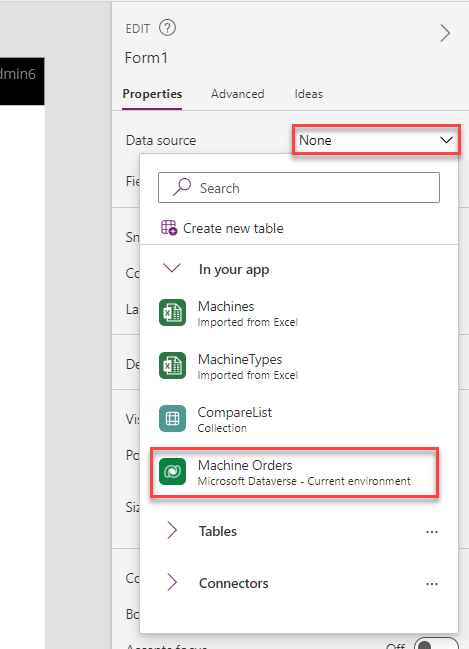 EDIT ?
dmin6
Form1
Properties Advanced Ideas
Data source None
Fie
Search
Create new table
Sn
In your app
Co
Machines
La
Imported from Excel
De
MachineTypes
Imported from Excel
Vis
CompareList
Collection
Po
Machine Orders
Microsoft Dataverse - Current environment
Siz
Tables ...
Co
Connectors ...
Bo
Accepts focus Off